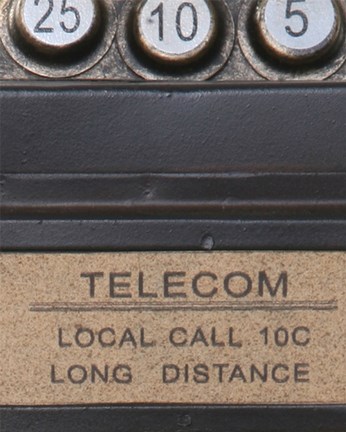 25 10 5
TELECOM
LOCAL CALL 10C
LONG DISTANCE